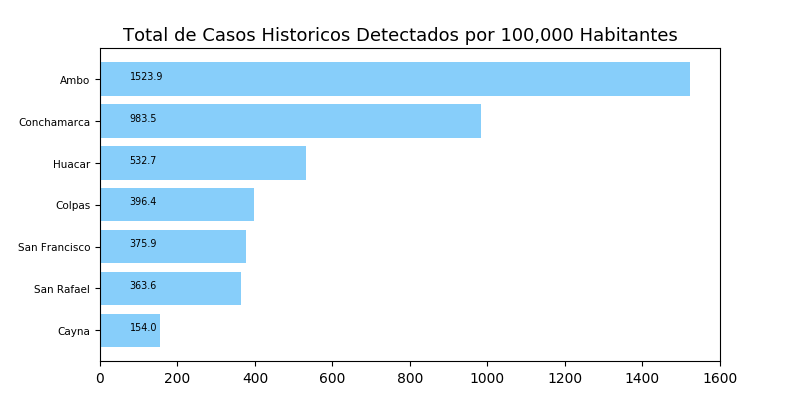 Total de Casos Historicos Detectados por 100,000 Habitantes
Ambo 1523.9
Conchamarca 983.5
Huacar 532.7
Colpas 396.4
San Francisco 375.9
San Rafael 363.6
Cayna 154.0
0 200 400 600 800 1000 1200 1400 1600